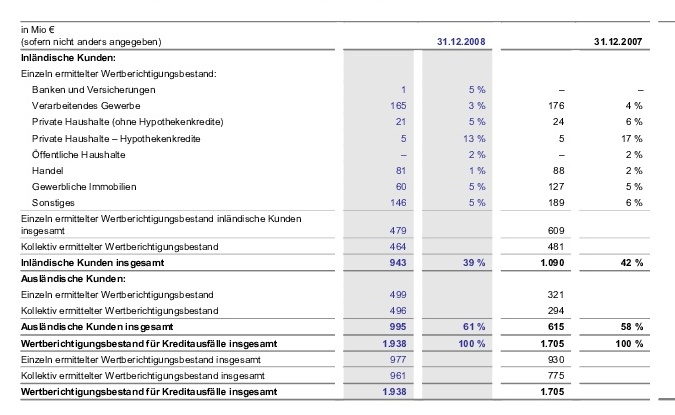 in Mio €
(sofern nicht anders angegeben) 31.12.2008 31.12.2007
Inländische Kunden:
Einzeln ermittelter Wertberichtigungsbestand:
Banken und Versicherungen 1 5 % – –
Verarbeitendes Gewerbe 165 3 % 176 4 %
Private Haushalte (ohne Hypothekenkredite) 21 5 % 24 6 %
Private Haushalte – Hypothekenkredite 5 13 % 5 17 %
Öffentliche Haushalte – 2 % – 2 %
Handel 81 1 % 88 2 %
Gewerbliche Immobilien 60 5 % 127 5 %
Sonstiges 146 5 % 189 6 %
Einzeln ermittelter Wertberichtigungsbestand inländische Kunden
insgesamt 479 609
Kollektiv ermittelter Wertberichtigungsbestand 464 481
Inländische Kunden insgesamt 943 39 % 1.090 42 %
Ausländische Kunden:
Einzeln ermittelter Wertberichtigungsbestand 499 321
Kollektiv ermittelter Wertberichtigungsbestand 496 294
Ausländische Kunden insgesamt 995 61 % 615 58 %
Wertberichtigungsbestand für Kreditausfälle insgesamt 1.938 100 % 1.705 100 %
Einzeln ermittelter Wertberichtigungsbestand insgesamt 977 930
Kollektiv ermittelter Wertberichtigungsbestand insgesamt 961 775
Wertberichtigungsbestand für Kreditausfälle insgesamt 1.938 1.705